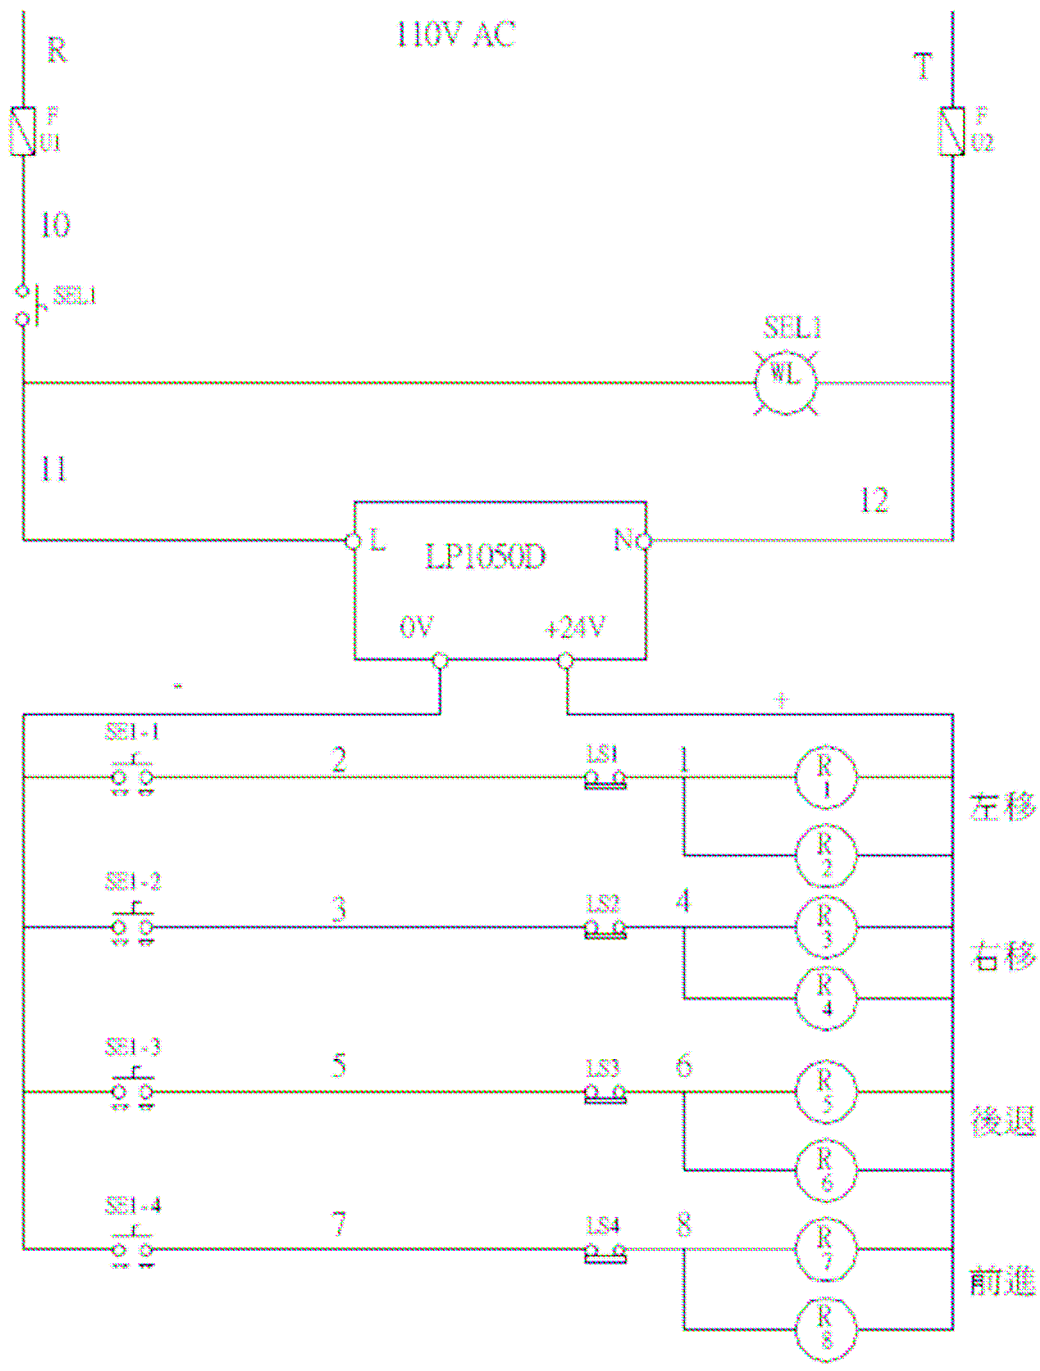 110V AC
R
T
F
U1
F
U2
10
SEL1
SEL1
WL
11
12
L
N
LP1050D
0V
+24V
-
+
SE1-1
2
LS1
1
R
1
左移
R
2
SE1-2
3
LS2
4
R
3
右移
R
4
SE1-3
5
LS3
6
R
5
後退
R
6
SE1-4
7
LS4
8
R
7
前進
R
8